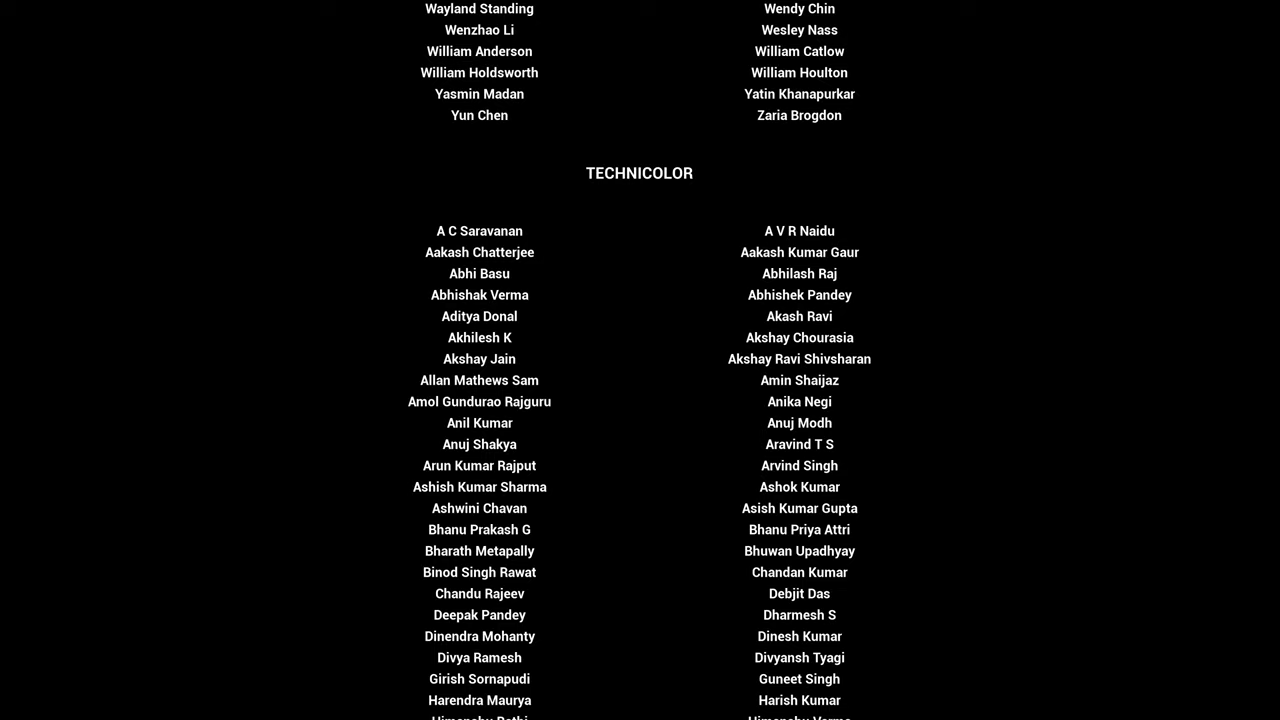 Wayland Standing Wendy Chin
Wenzhao Li Wesley Nass
William Anderson William Catlow
William Holdsworth William Houlton
Yasmin Madan Yatin Khanapurkar
Yun Chen Zaria Brogdon
TECHNICOLOR
A C Saravanan A V R Naidu
Aakash Chatterjee Aakash Kumar Gaur
Abhi Basu Abhilash Raj
Abhishak Verma Abhishek Pandey
Aditya Donal Akash Ravi
Akhilesh K Akshay Chourasia
Akshay Jain Akshay Ravi Shivsharan
Allan Mathews Sam Amin Shaijaz
Amol Gundurao Rajguru Anika Negi
Anil Kumar Anuj Modh
Anuj Shakya Aravind T S
Arun Kumar Rajput Arvind Singh
Ashish Kumar Sharma Ashok Kumar
Ashwini Chavan Asish Kumar Gupta
Bhanu Prakash G Bhanu Priya Attri
Bharath Metapally Bhuwan Upadhyay
Binod Singh Rawat Chandan Kumar
Chandu Rajeev Debjit Das
Deepak Pandey Dharmesh S
Dinendra Mohanty Dinesh Kumar
Divya Ramesh Divyansh Tyagi
Girish Sornapudi Guneet Singh
Harendra Maurya Harish Kumar